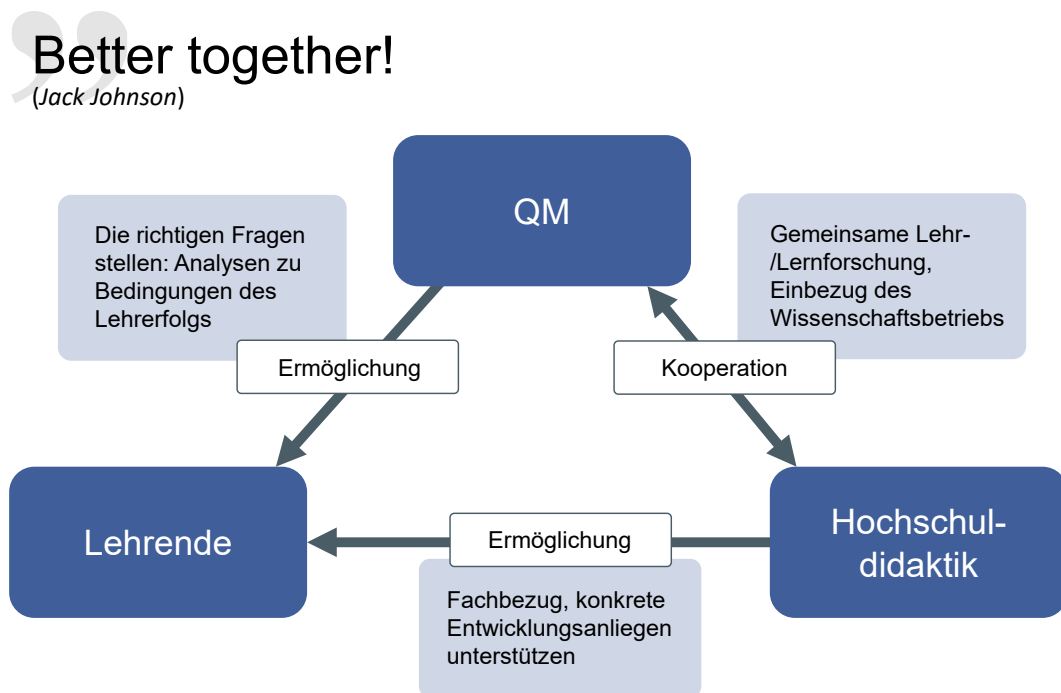 Better together!
(Jack Johnson)
QM
Die richtigen Fragen
stellen: Analysen zu
Bedingungen des
Lehrerfolgs
Gemeinsame Lehr-
/Lernforschung,
Einbezug des
Wissenschaftsbetriebs
Ermöglichung
Kooperation
Lehrende
Ermöglichung
Hochschul-
didaktik
Fachbezug, konkrete
Entwicklungsanliegen
unterstützen